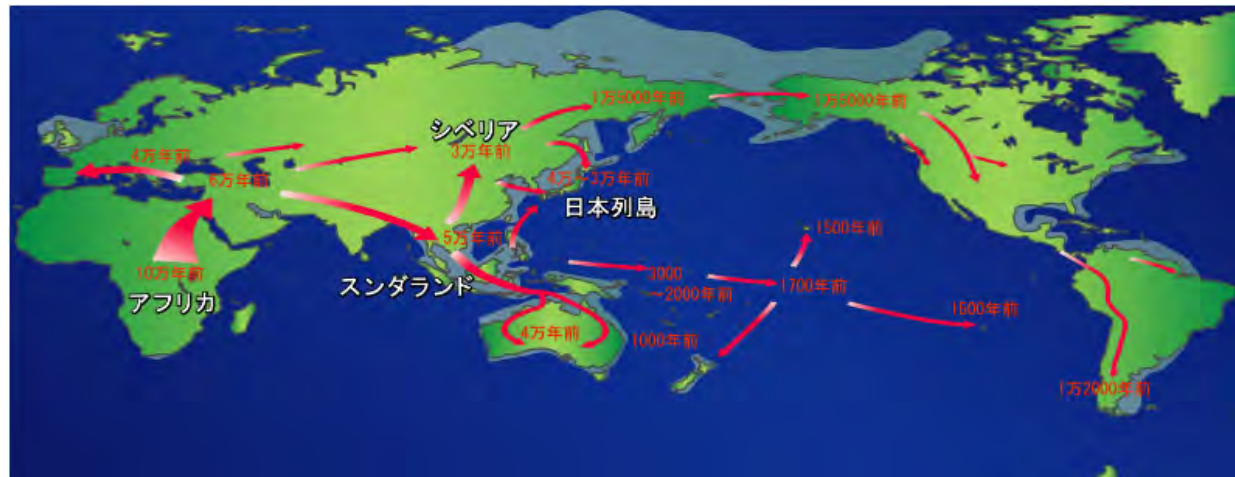 1万5000年前
1万5000年前
シベリア
4万年前
3万年前
6万年前
4万～3万年前
日本列島
5万年前
1500年前
10万年前
スンダランド
3000
1700年前
アフリカ
→2000年前
1600年前
4万年前
1000年前
1万2000年前